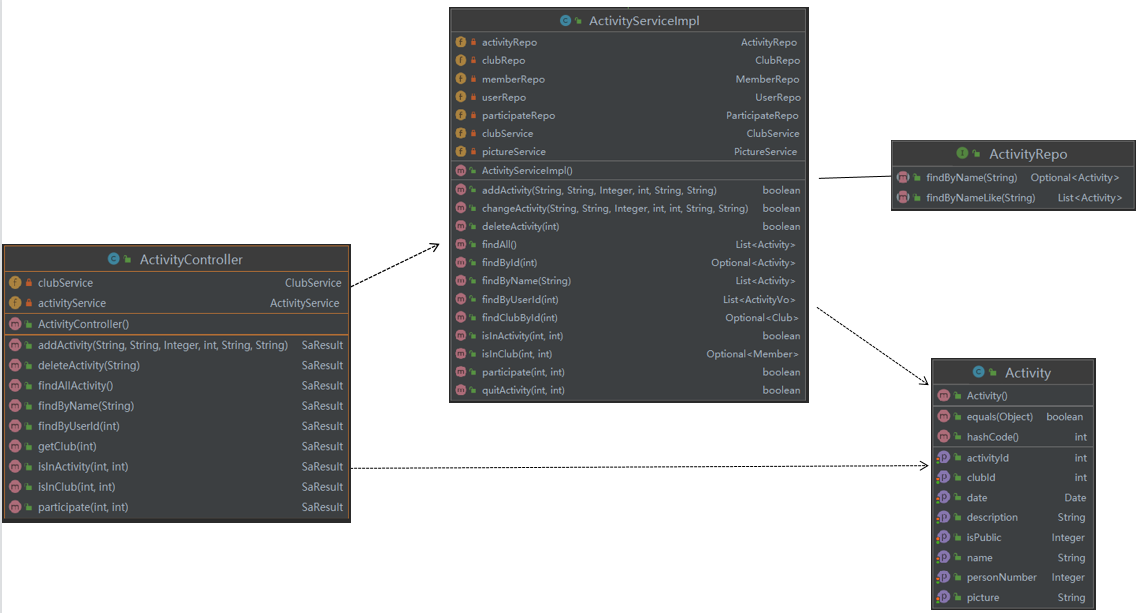 ActivityServiceImpl
activityRepo ActivityRepo
clubRepo ClubRepo
memberRepo MemberRepo
userRepo UserRepo
participateRepo ParticipateRepo
clubService ClubService
pictureService PictureService
ActivityServiceImpl()
addActivity(String, String, Integer, int, String, String) boolean
changeActivity(String, String, Integer, int, int, String, String) boolean
deleteActivity(int) boolean
findAll() List<Activity>
findById(int) Optional<Activity>
findByName(String) List<Activity>
findByUserId(int) List<ActivityVo>
findClubById(int) Optional<Club>
isInActivity(int, int) boolean
isInClub(int, int) Optional<Member>
participate(int, int) boolean
quitActivity(int, int) boolean
ActivityRepo
findByName(String) Optional<Activity>
findByNameLike(String) List<Activity>
ActivityController
clubService ClubService
activityService ActivityService
ActivityController()
addActivity(String, String, Integer, int, String, String) SaResult
deleteActivity(String) SaResult
findAllActivity() SaResult
findByName(String) SaResult
findByUserId(int) SaResult
getClub(int) SaResult
isInActivity(int, int) SaResult
isInClub(int, int) SaResult
participate(int, int) SaResult
Activity
Activity()
equals(Object) boolean
hashCode() int
activityId int
clubId int
date Date
description String
isPublic Integer
name String
personNumber Integer
picture String